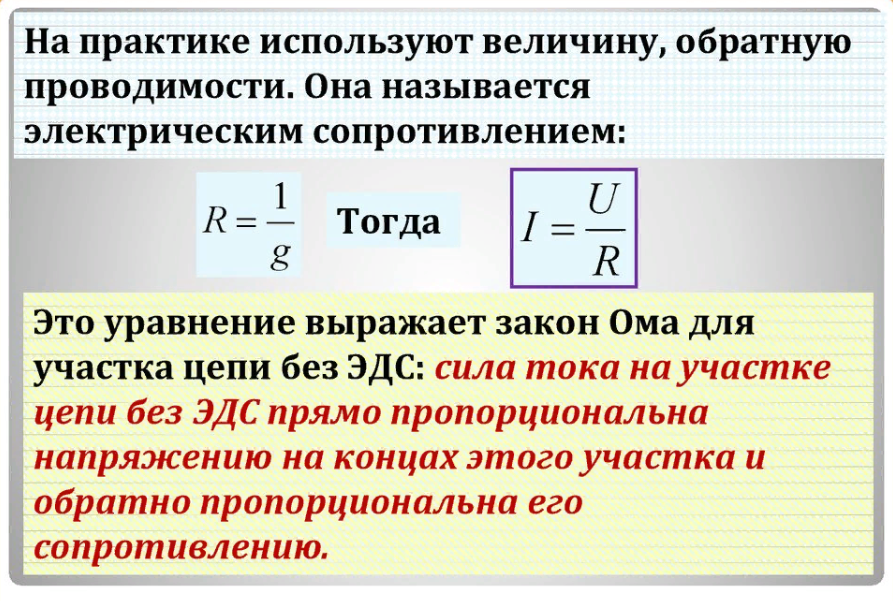 На практике используют величину, обратную
проводимости. Она называется
электрическим сопротивлением:
R = 1/g Тогда I = U/R
Это уравнение выражает закон Ома для
участка цепи без ЭДС: сила тока на участке
цепи без ЭДС прямо пропорциональна
напряжению на концах этого участка и
обратно пропорциональна его
сопротивлению.